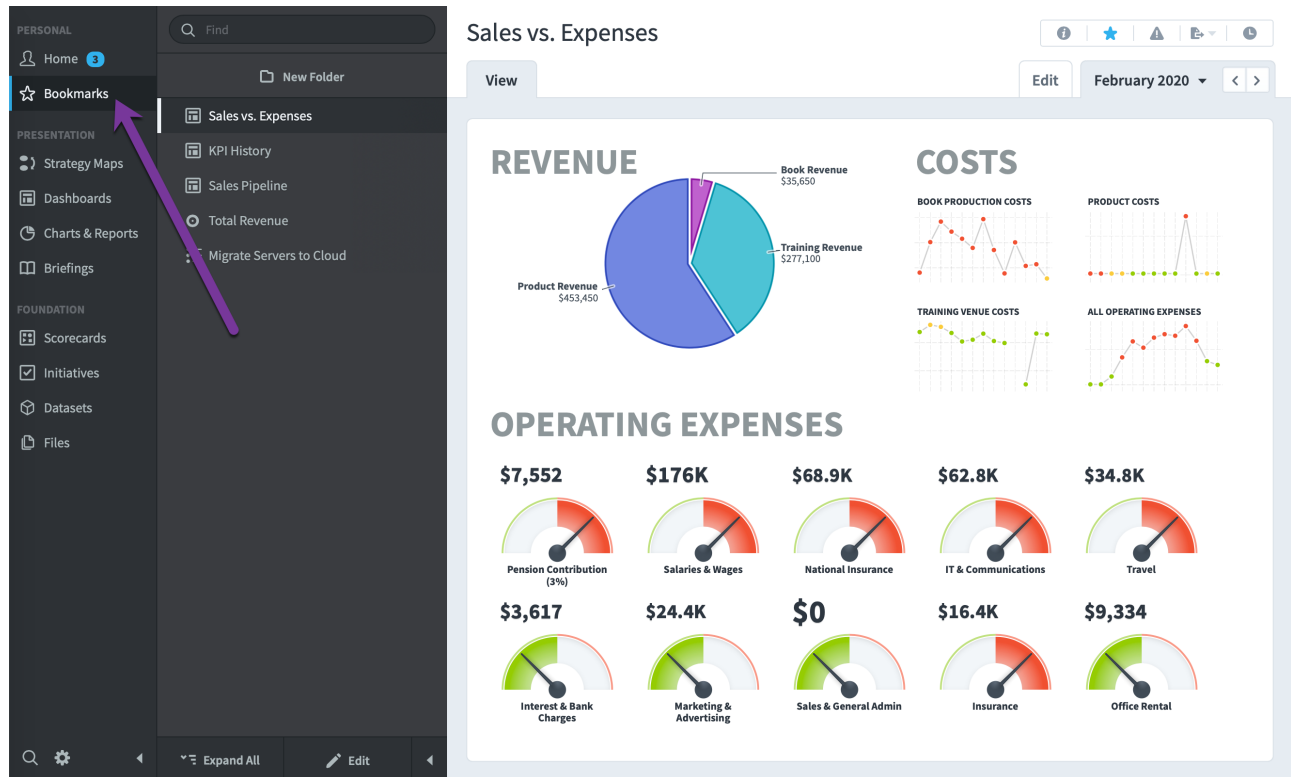 PERSONAL
Home 3
Bookmarks
PRESENTATION
Strategy Maps
Dashboards
Charts & Reports
Briefings
FOUNDATION
Scorecards
Initiatives
Datasets
Files
Find
New Folder
Sales vs. Expenses
KPI History
Sales Pipeline
Total Revenue
Migrate Servers to Cloud
Expand All
Edit
Sales vs. Expenses
View
Edit
February 2020
REVENUE
Book Revenue
$35,650
Training Revenue
$277,100
Product Revenue
$453,450
COSTS
BOOK PRODUCTION COSTS
PRODUCT COSTS
TRAINING VENUE COSTS
ALL OPERATING EXPENSES
OPERATING EXPENSES
$7,552
Pension Contribution
(3%)
$176K
Salaries & Wages
$68.9K
National Insurance
$62.8K
IT & Communications
$34.8K
Travel
$3,617
Interest & Bank
Charges
$24.4K
Marketing &
Advertising
$0
Sales & General Admin
$16.4K
Insurance
$9,334
Office Rental